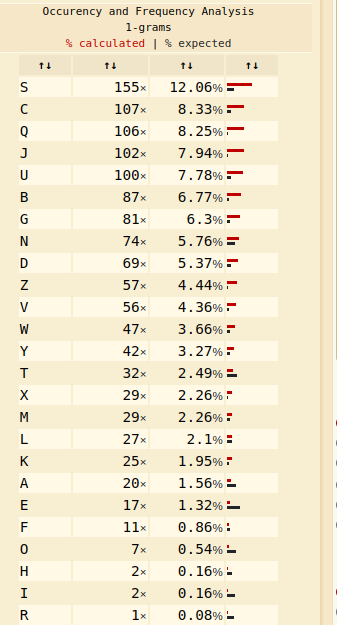 Occurency and Frequency Analysis
1-grams
% calculated | % expected
↑↓ ↑↓ ↑↓ ↑↓
S 155× 12.06%
C 107× 8.33%
Q 106× 8.25%
J 102× 7.94%
U 100× 7.78%
B 87× 6.77%
G 81× 6.3%
N 74× 5.76%
D 69× 5.37%
Z 57× 4.44%
V 56× 4.36%
W 47× 3.66%
Y 42× 3.27%
T 32× 2.49%
X 29× 2.26%
M 29× 2.26%
L 27× 2.1%
K 25× 1.95%
A 20× 1.56%
E 17× 1.32%
F 11× 0.86%
O 7× 0.54%
H 2× 0.16%
I 2× 0.16%
R 1× 0.08%